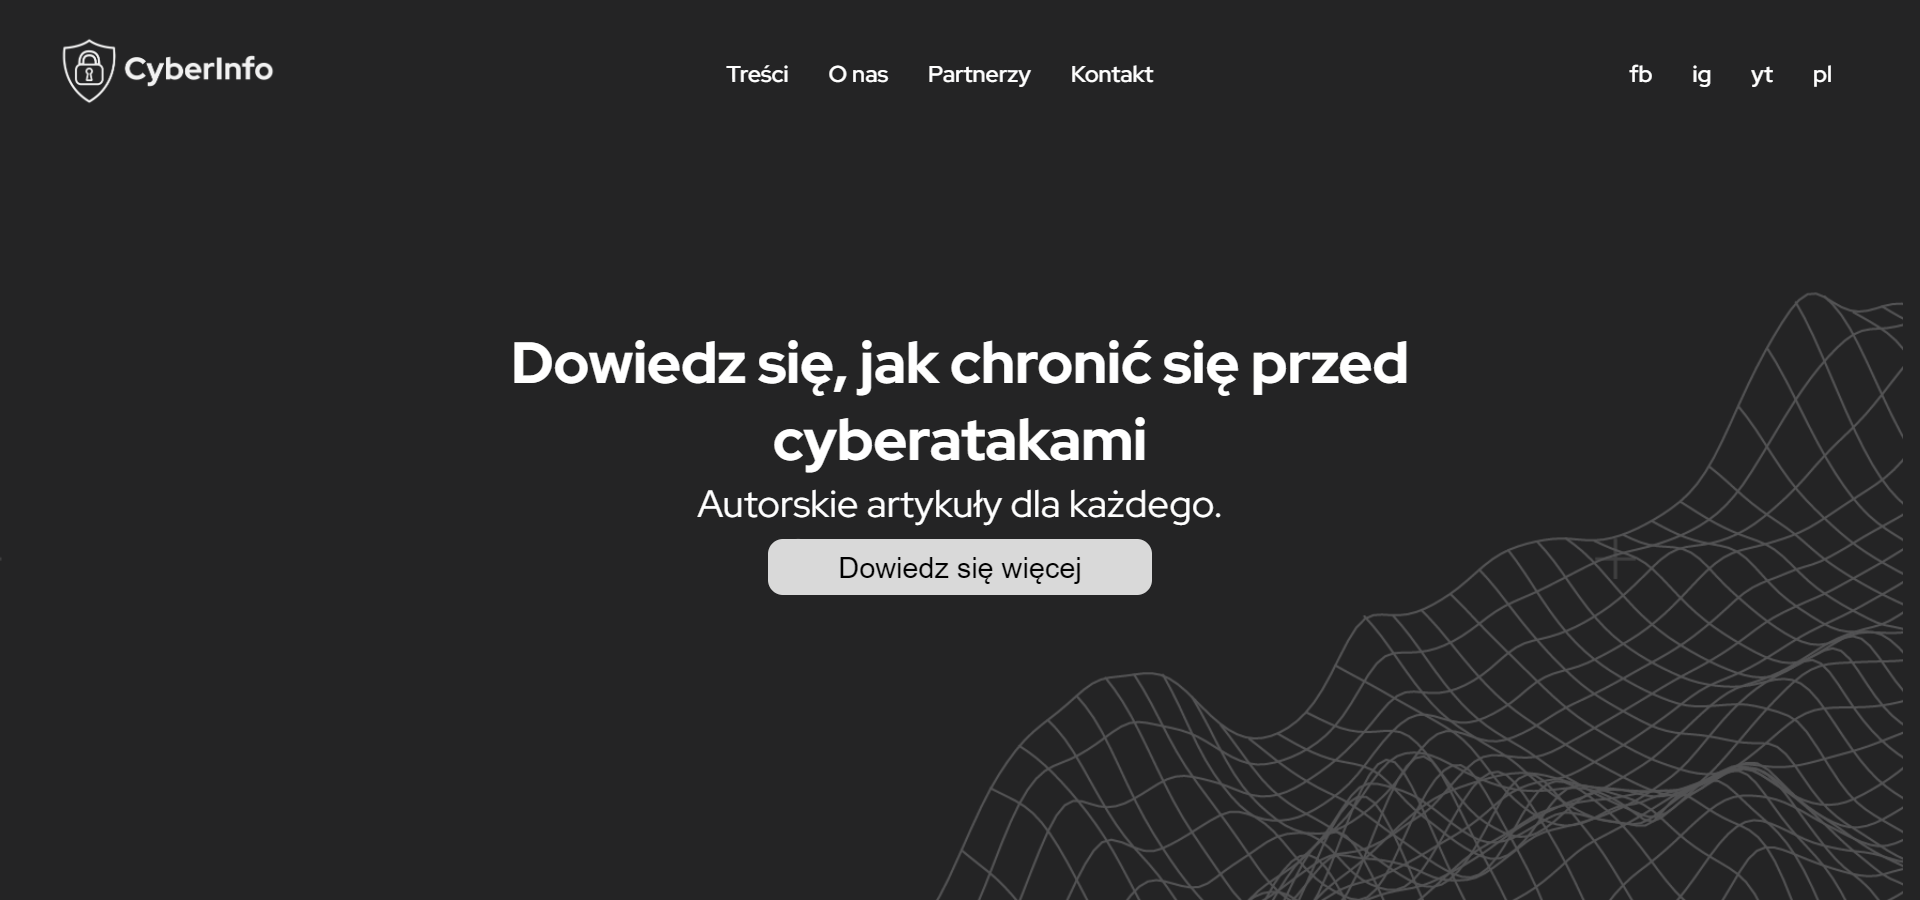 CyberInfo
Treści O nas Partnerzy Kontakt
fb ig yt pl
Dowiedz się, jak chronić się przed
cyberatakami
Autorskie artykuły dla każdego.
Dowiedz się więcej